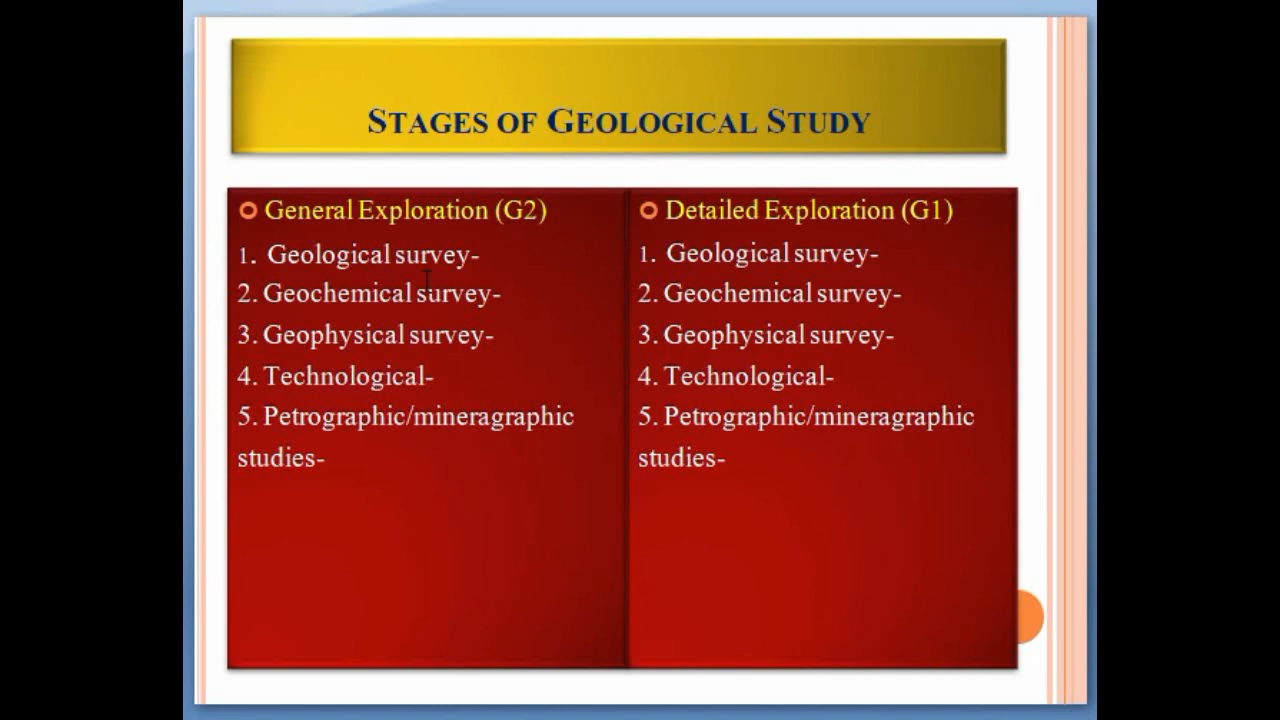 STAGES OF GEOLOGICAL STUDY
General Exploration (G2)
1. Geological survey-
2. Geochemical survey-
3. Geophysical survey-
4. Technological-
5. Petrographic/mineragraphic
studies-
Detailed Exploration (G1)
1. Geological survey-
2. Geochemical survey-
3. Geophysical survey-
4. Technological-
5. Petrographic/mineragraphic
studies-